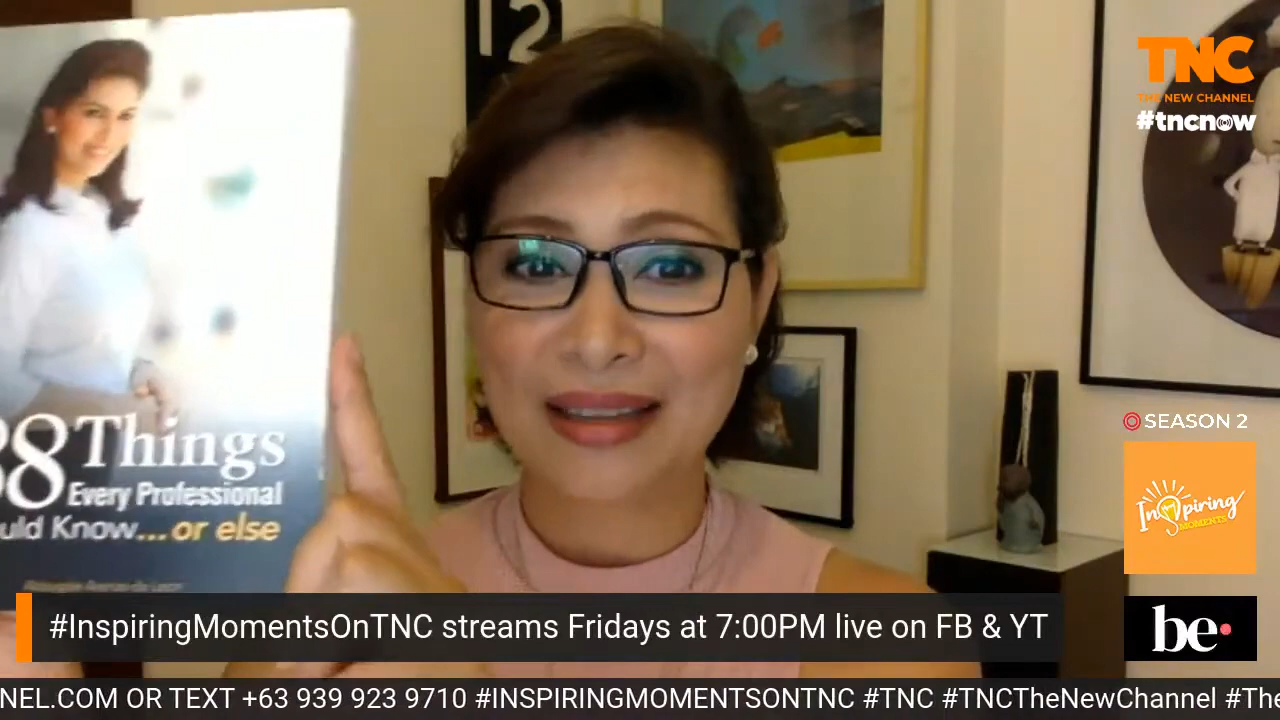 12
TNC
THE NEW CHANNEL
#tncnow
88 Things
Every Professional
uld Know...or else
SEASON 2
Inspiring
MOMENTS
be
#InspiringMomentsOnTNC streams Fridays at 7:00PM live on FB & YT
NEL.COM OR TEXT +63 939 923 9710 #INSPIRINGMOMENTSONTNC #TNC #TNCTheNewChannel #The